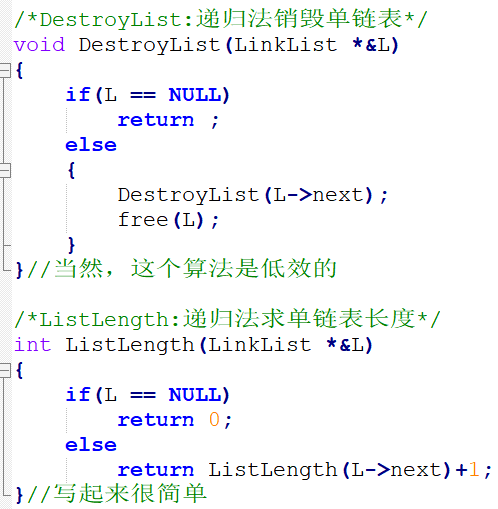 /*DestroyList:递归法销毁单链表*/
void DestroyList(LinkList *&L)
{
    if(L == NULL)
        return ;
    else
    {
        DestroyList(L->next);
        free(L);
    }
}//当然，这个算法是低效的

/*ListLength:递归法求单链表长度*/
int ListLength(LinkList *&L)
{
    if(L == NULL)
        return 0;
    else
        return ListLength(L->next)+1;
}//写起来很简单